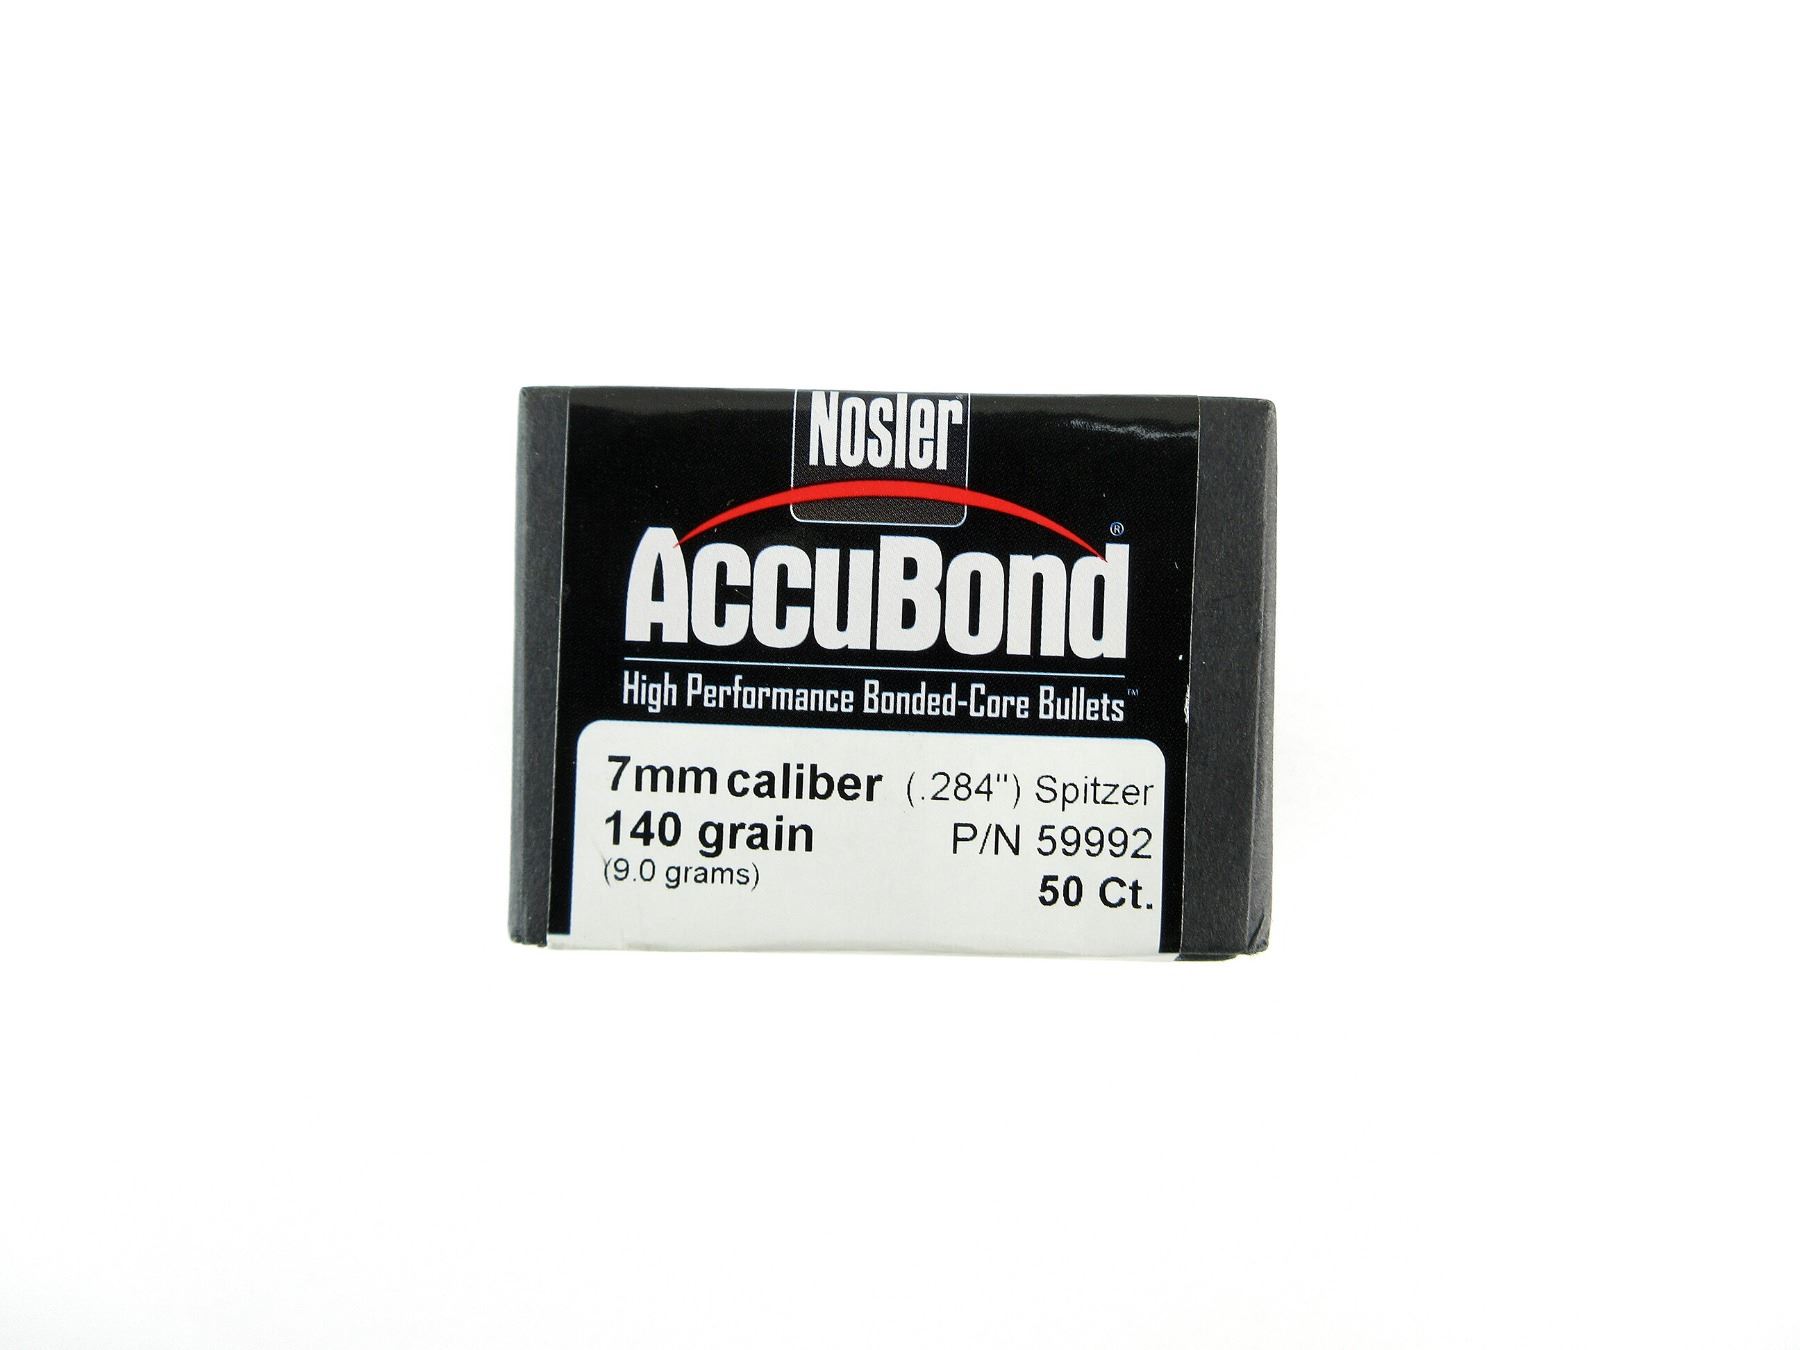 Nosler
AccuBond®
High Performance Bonded-Core Bullets™
7mm caliber (.284") Spitzer
140 grain P/N 59992
(9.0 grams)
50 Ct.